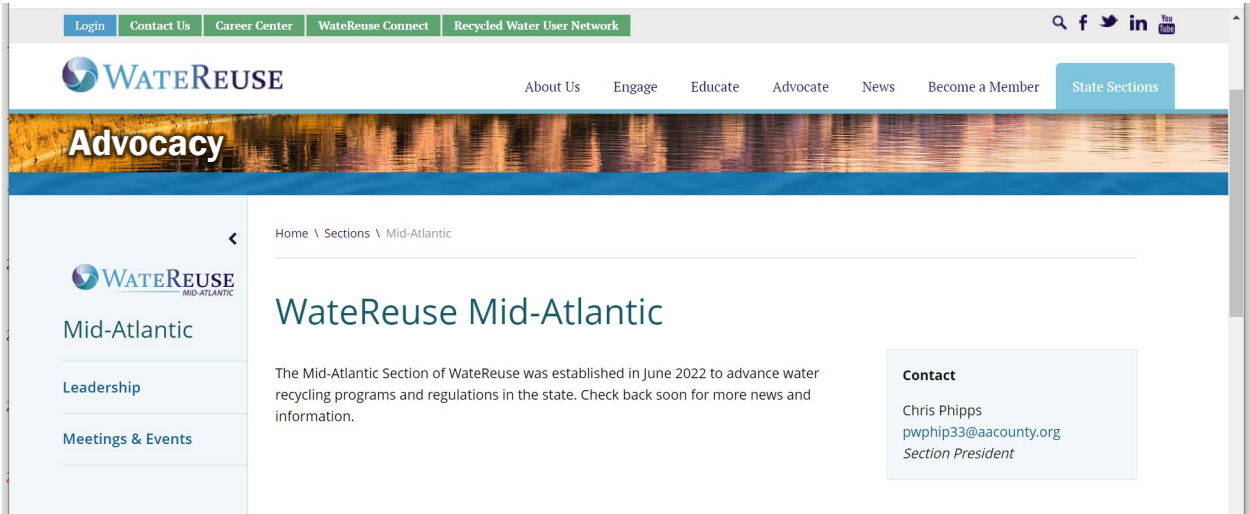 Login Contact Us Career Center WateReuse Connect Recycled Water User Network You Tube
WATEREUSE
About Us Engage Educate Advocate News Become a Member State Sections
Advocacy
Home \ Sections \ Mid-Atlantic
WATEREUSE
MID-ATLANTIC
Mid-Atlantic
Leadership
Meetings & Events
WateReuse Mid-Atlantic
The Mid-Atlantic Section of WateReuse was established in June 2022 to advance water
recycling programs and regulations in the state. Check back soon for more news and
information.
Contact
Chris Phipps
pwphip33@aacounty.org
Section President